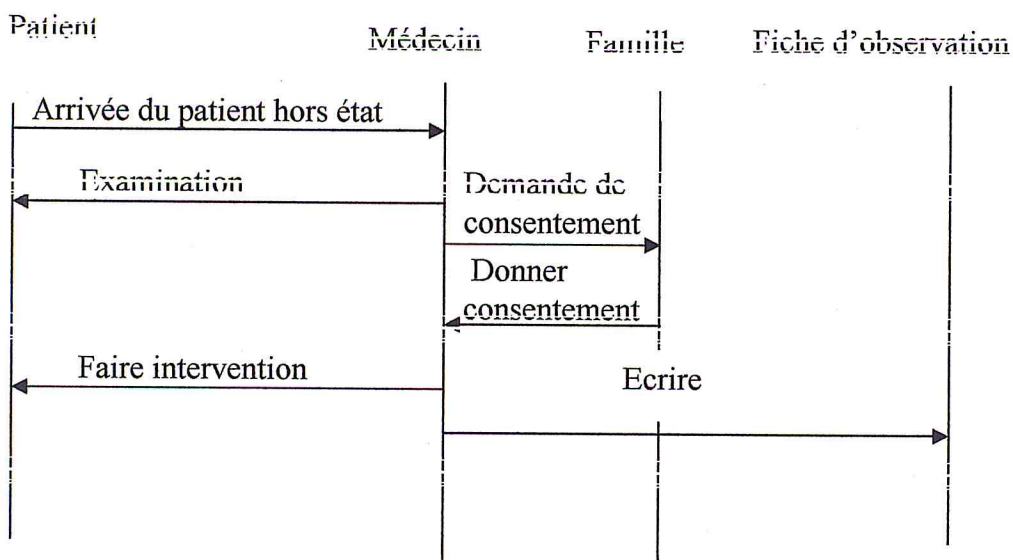 Patient Médecin Famille Fiche d'observation
Arrivée du patient hors état
Examination
Demande de
consentement
Donner
consentement
Faire intervention
Ecrire